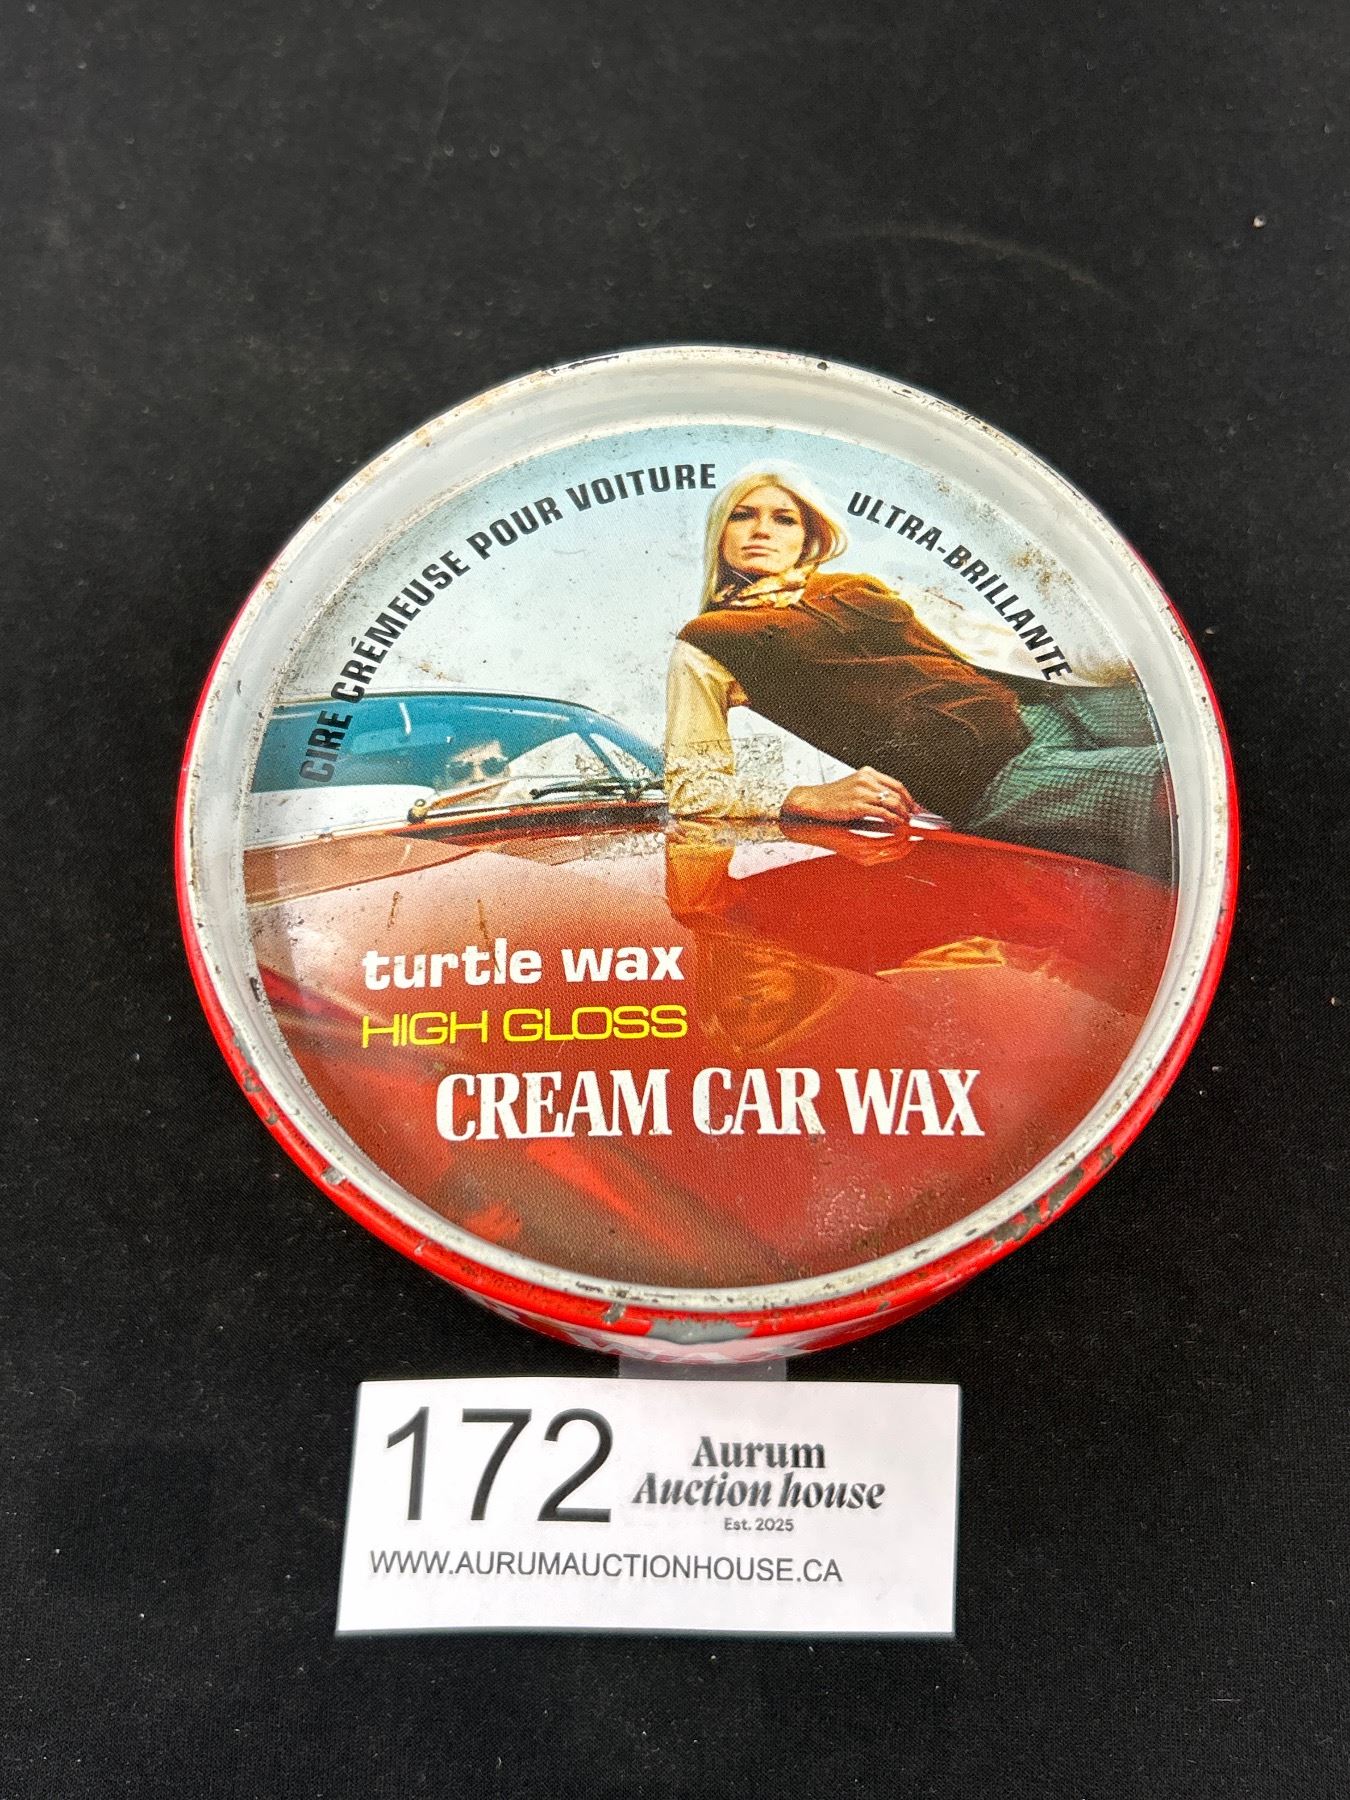 CIRE CRÉMEUSE POUR VOITURE
ULTRA-BRILLANTE
turtle wax
HIGH GLOSS
CREAM CAR WAX
172
Aurum
Auction house
Est. 2025
WWW.AURUMAUCTIONHOUSE.CA